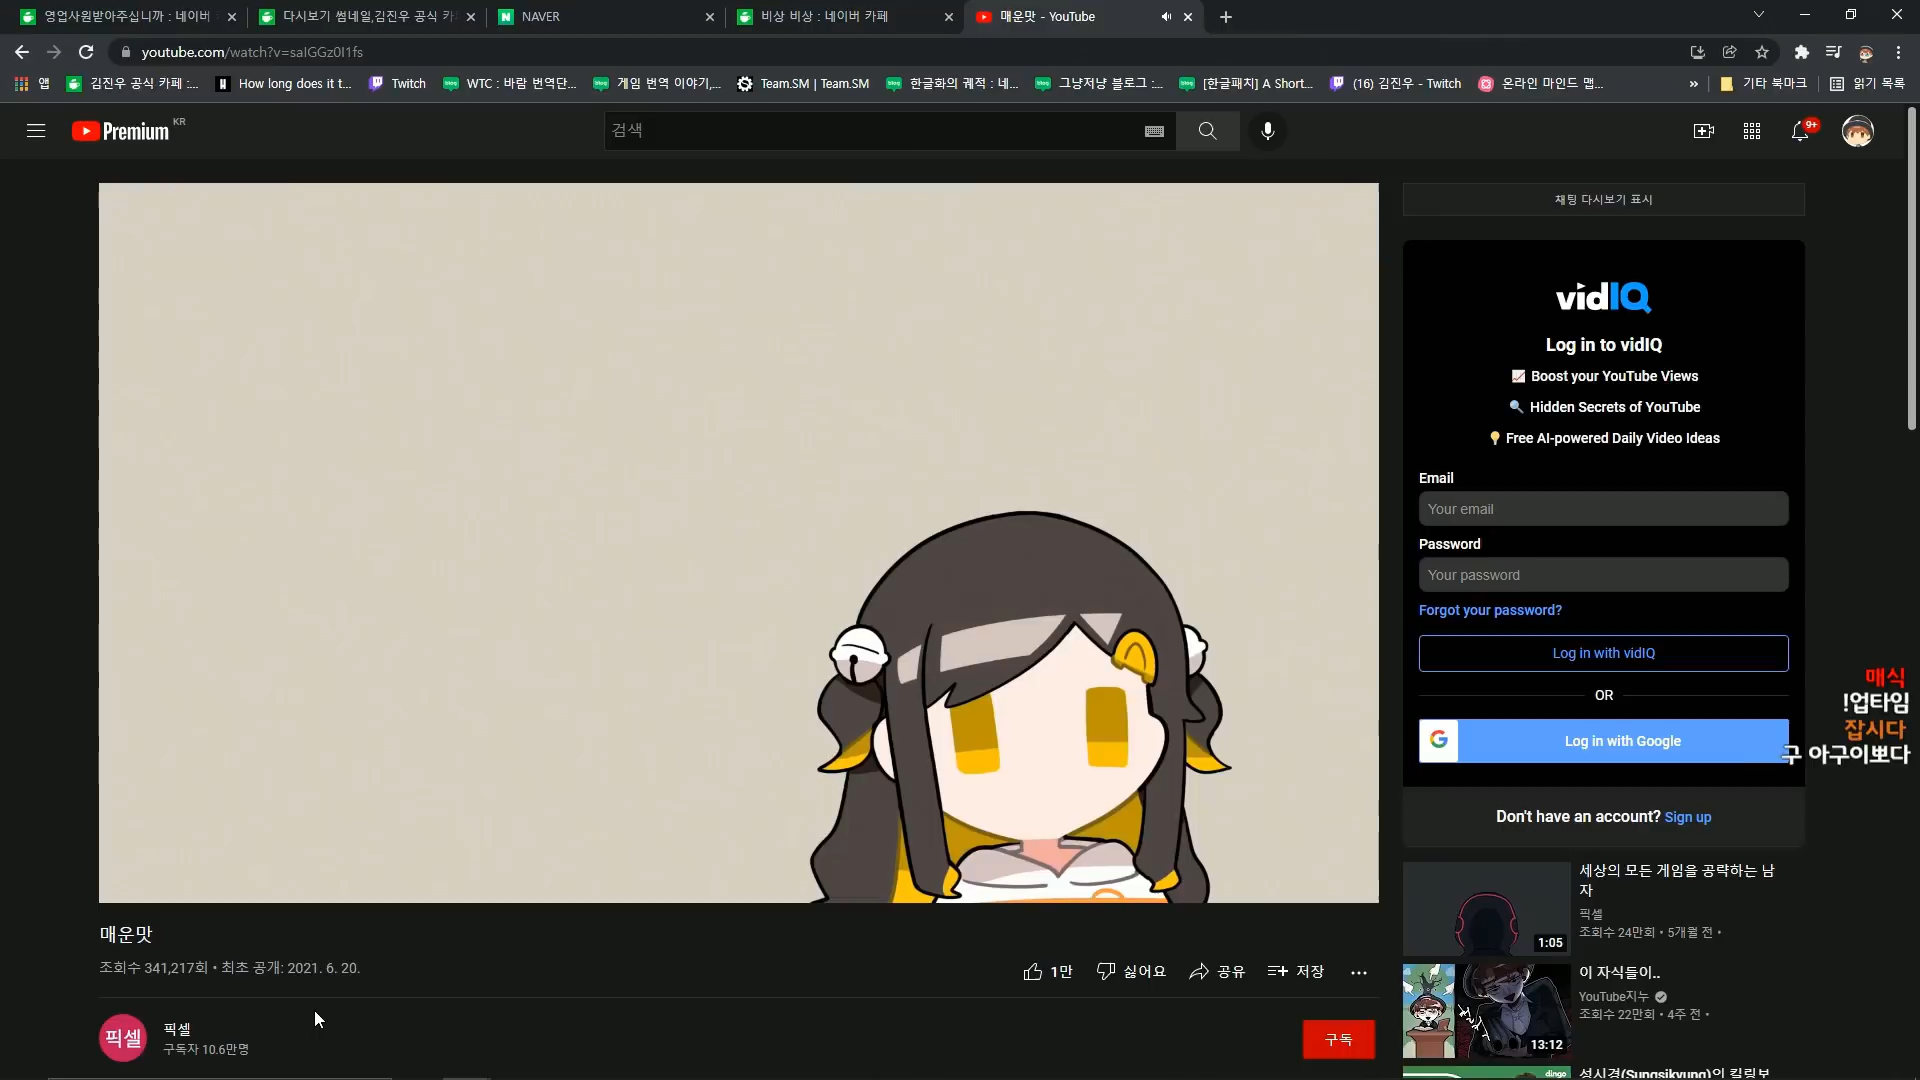 영업사원받아주십니까 : 네이버
다시보기 썸네일,김진우 공식 카
NAVER
비상 비상 : 네이버 카페
매운맛 - YouTube
youtube.com/watch?v=saIGGz0I1fs
앱
김진우 공식 카페 :...
How long does it t...
Twitch
WTC : 바람 번역단...
게임 번역 이야기,...
Team.SM | Team.SM
한글화의 궤적 : 네...
그냥저냥 블로그 :...
[한글패치] A Short...
(16) 김진우 - Twitch
온라인 마인드 맵...
»
기타 북마크
읽기 목록
Premium KR
검색
9+
채팅 다시보기 표시
vidIQ
Log in to vidIQ
Boost your YouTube Views
Hidden Secrets of YouTube
Free AI-powered Daily Video Ideas
Email
Your email
Password
Your password
Forgot your password?
Log in with vidIQ
OR
Log in with Google
Don't have an account? Sign up
매식
!업타임
잡시다
구 아구이뽀다
세상의 모든 게임을 공략하는 남
자
픽셀
조회수 24만회 • 5개월 전 •
1:05
이 자식들이..
YouTube지누
조회수 22만회 • 4주 전 •
13:12
dingo
성시경(Sungsikyung)의 킬링보
매운맛
조회수 341,217회 • 최초 공개: 2021. 6. 20.
1만
싫어요
공유
저장
픽셀
픽셀
구독자 10.6만명
구독